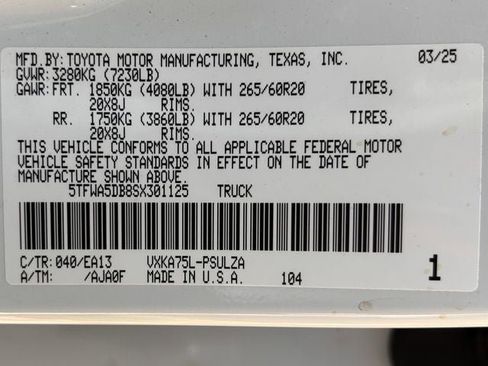 MFD.BY:TOYOTA MOTOR MANUFACTURING, TEXAS, INC. 03/25
GVWR:3280KG (7230LB)
GAWR:FRT. 1850KG (4080LB) WITH 265/60R20 TIRES,
20X8J RIMS.
RR. 1750KG (3860LB) WITH 265/60R20 TIRES,
20X8J RIMS.
THIS VEHICLE CONFORMS TO ALL APPLICABLE FEDERAL MOTOR
VEHICLE SAFETY STANDARDS IN EFFECT ON THE DATE OF
MANUFACTURE SHOWN ABOVE.
5TFWA5DB8SX301125 TRUCK
C/TR:040/EA13 VXKA75L-PSULZA
A/TM: /AJA0F MADE IN U.S.A. 104 1